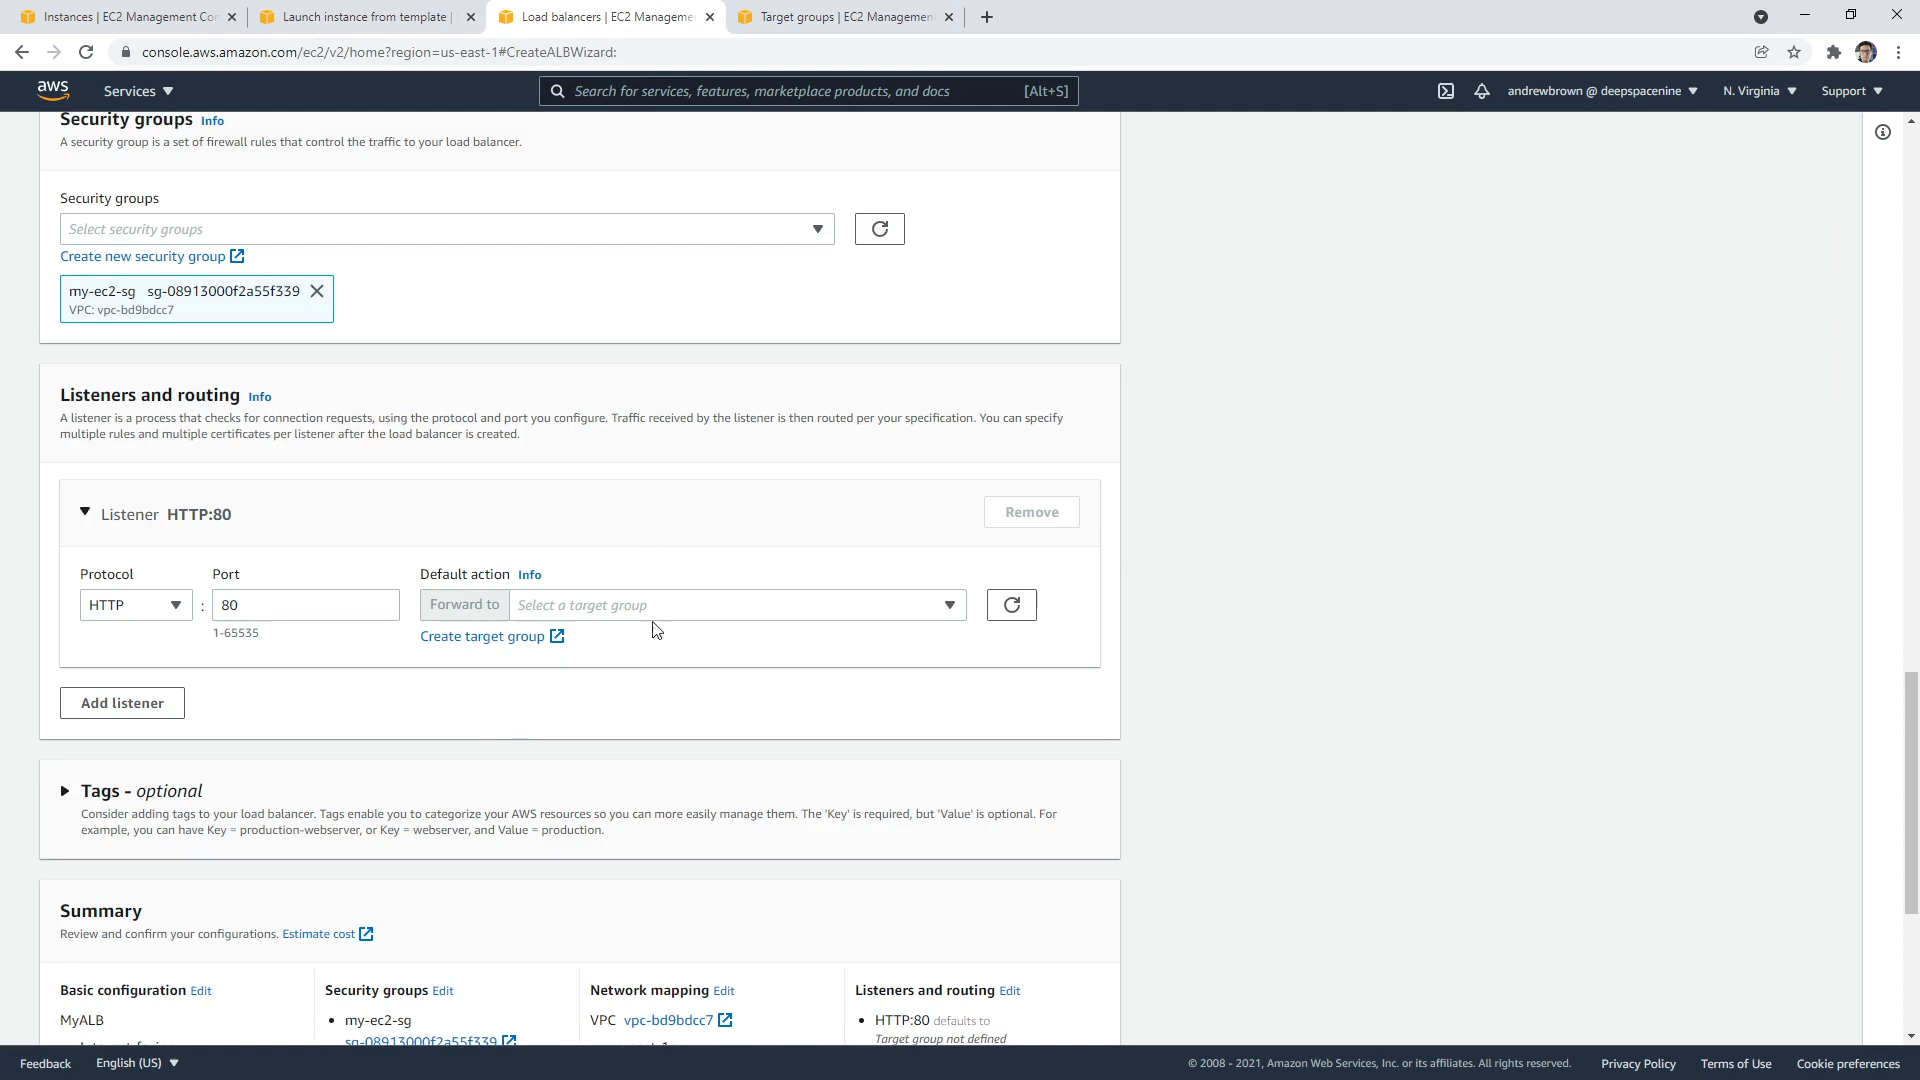 Instances | EC2 Management Con
Launch instance from template |
Load balancers | EC2 Manageme
Target groups | EC2 Management
console.aws.amazon.com/ec2/v2/home?region=us-east-1#CreateALBWizard:
aws
Services
Search for services, features, marketplace products, and docs
[Alt+S]
andrewbrown @ deepspacenine
N. Virginia
Support
Security groups Info
A security group is a set of firewall rules that control the traffic to your load balancer.
Security groups
Select security groups
Create new security group
my-ec2-sg sg-08913000f2a55f339
VPC: vpc-bd9bdcc7
Listeners and routing Info
A listener is a process that checks for connection requests, using the protocol and port you configure. Traffic received by the listener is then routed per your specification. You can specify
multiple rules and multiple certificates per listener after the load balancer is created.
Listener HTTP:80
Remove
Protocol
Port
Default action Info
HTTP
:
80
Forward to
Select a target group
1-65535
Create target group
Add listener
Tags - optional
Consider adding tags to your load balancer. Tags enable you to categorize your AWS resources so you can more easily manage them. The 'Key' is required, but 'Value' is optional. For
example, you can have Key = production-webserver, or Key = webserver, and Value = production.
Summary
Review and confirm your configurations. Estimate cost
Basic configuration Edit
MyALB
Security groups Edit
my-ec2-sg
sg-08913000f2a55f339
Network mapping Edit
VPC vpc-bd9bdcc7
Listeners and routing Edit
HTTP:80 defaults to
Target group not defined
Feedback
English (US)
© 2008 - 2021, Amazon Web Services, Inc. or its affiliates. All rights reserved.
Privacy Policy
Terms of Use
Cookie preferences